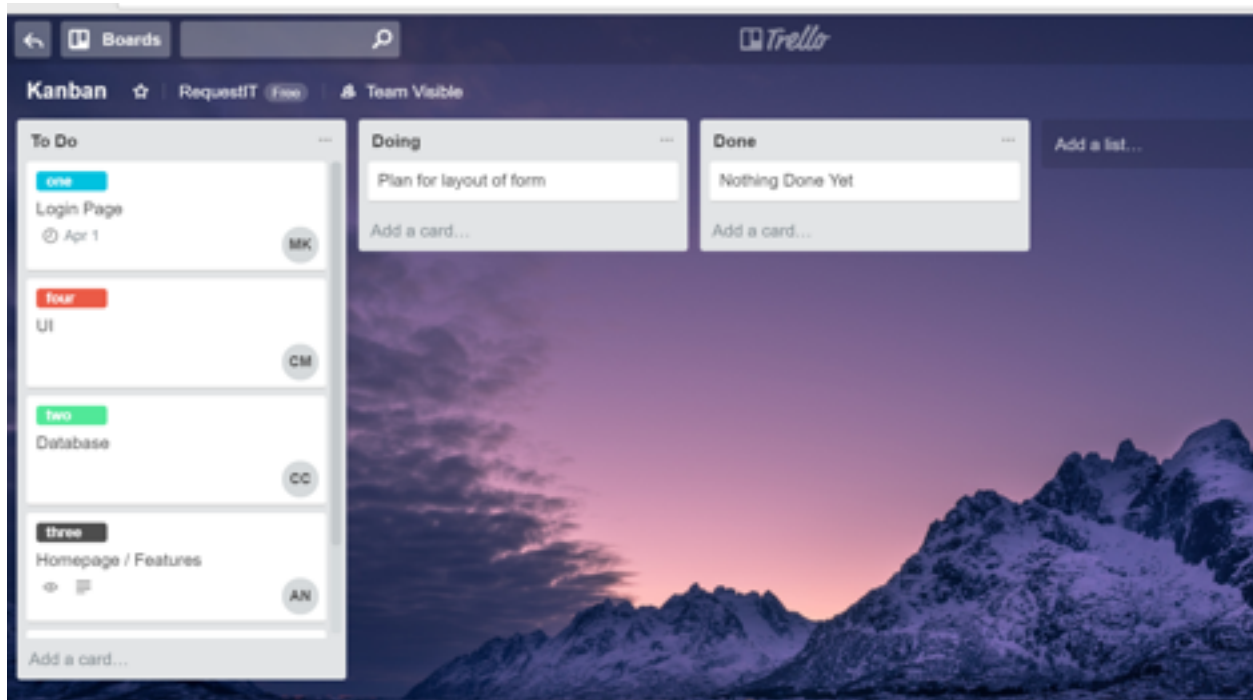 Boards
Trello
Kanban
RequestIT Free
Team Visible
To Do
one
Login Page
Apr 1
MK
four
UI
CM
two
Database
CC
three
Homepage / Features
AN
Add a card...
Doing
Plan for layout of form
Add a card...
Done
Nothing Done Yet
Add a card...
Add a list...